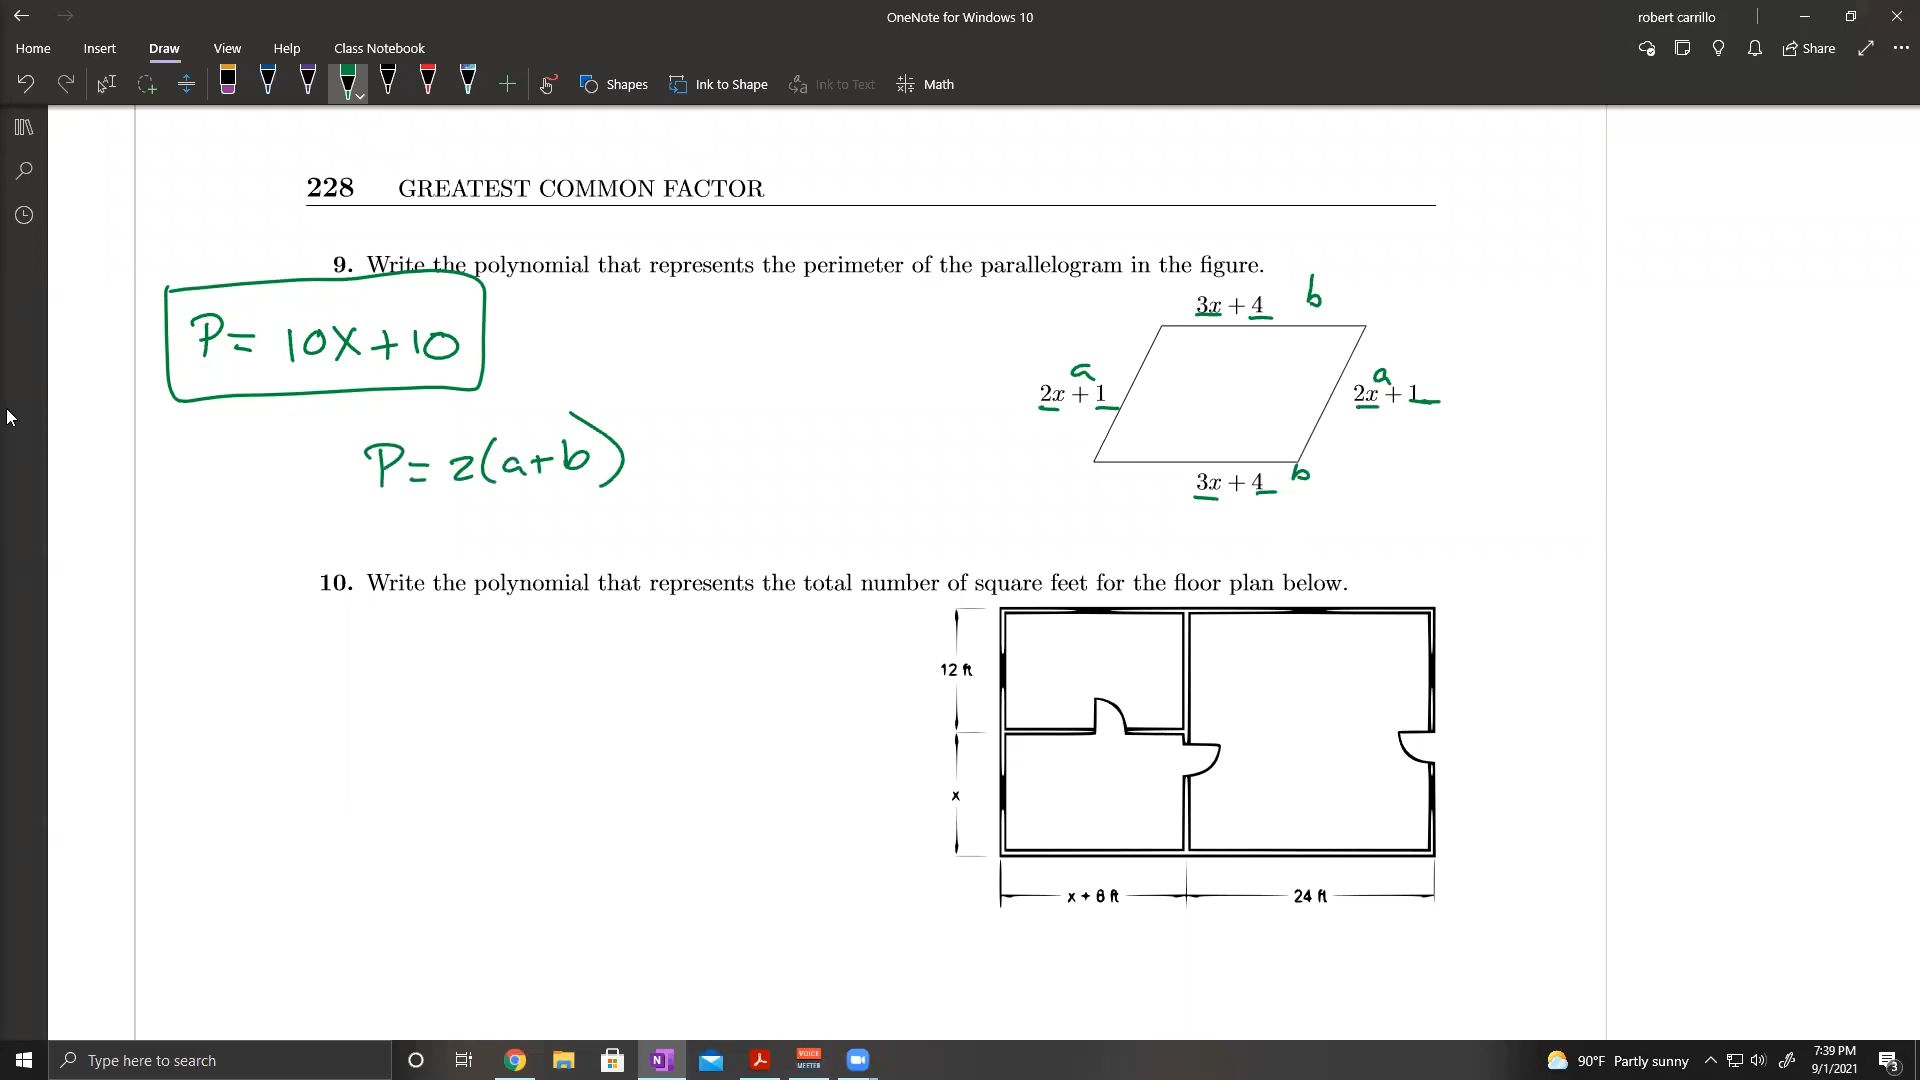 OneNote for Windows 10
robert carrillo
Home Insert Draw View Help Class Notebook
Share
Shapes Ink to Shape Ink to Text Math
228 GREATEST COMMON FACTOR
9. Write the polynomial that represents the perimeter of the parallelogram in the figure.
P= 10x+10
3x + 4 b
a a
2x + 1 2x + 1
P= 2(a+b)
3x + 4 b
10. Write the polynomial that represents the total number of square feet for the floor plan below.
12 ft
x
x + 8 ft 24 ft
Type here to search
VOICE
MEETER
90°F Partly sunny
7:39 PM
9/1/2021
3